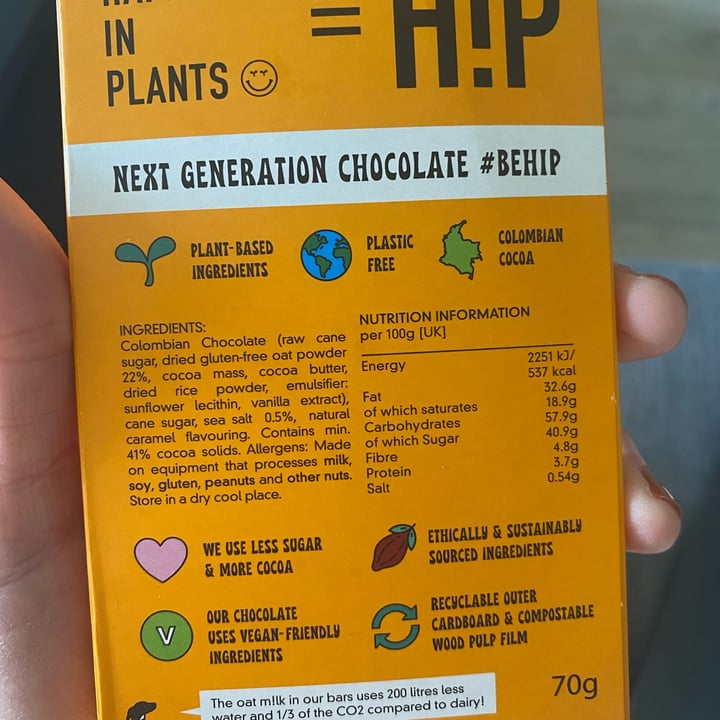 IN
PLANTS
= H!P
NEXT GENERATION CHOCOLATE #BEHIP
PLANT-BASED
INGREDIENTS
PLASTIC
FREE
COLOMBIAN
COCOA
INGREDIENTS:
Colombian Chocolate (raw cane
sugar, dried gluten-free oat powder
22%, cocoa mass, cocoa butter,
dried rice powder, emulsifier:
sunflower lecithin, vanilla extract),
cane sugar, sea salt 0.5%, natural
caramel flavouring. Contains min.
41% cocoa solids. Allergens: Made
on equipment that processes milk,
soy, gluten, peanuts and other nuts.
Store in a dry cool place.
NUTRITION INFORMATION
per 100g [UK]
Energy 2251 kJ/
537 kcal
Fat 32.6g
of which saturates 18.9g
Carbohydrates 57.9g
of which Sugar 40.9g
Fibre 4.8g
Protein 3.7g
Salt 0.54g
WE USE LESS SUGAR
& MORE COCOA
ETHICALLY & SUSTAINABLY
SOURCED INGREDIENTS
V
OUR CHOCOLATE
USES VEGAN-FRIENDLY
INGREDIENTS
RECYCLABLE OUTER
CARDBOARD & COMPOSTABLE
WOOD PULP FILM
The oat m!lk in our bars uses 200 litres less
water and 1/3 of the CO2 compared to dairy!
70g